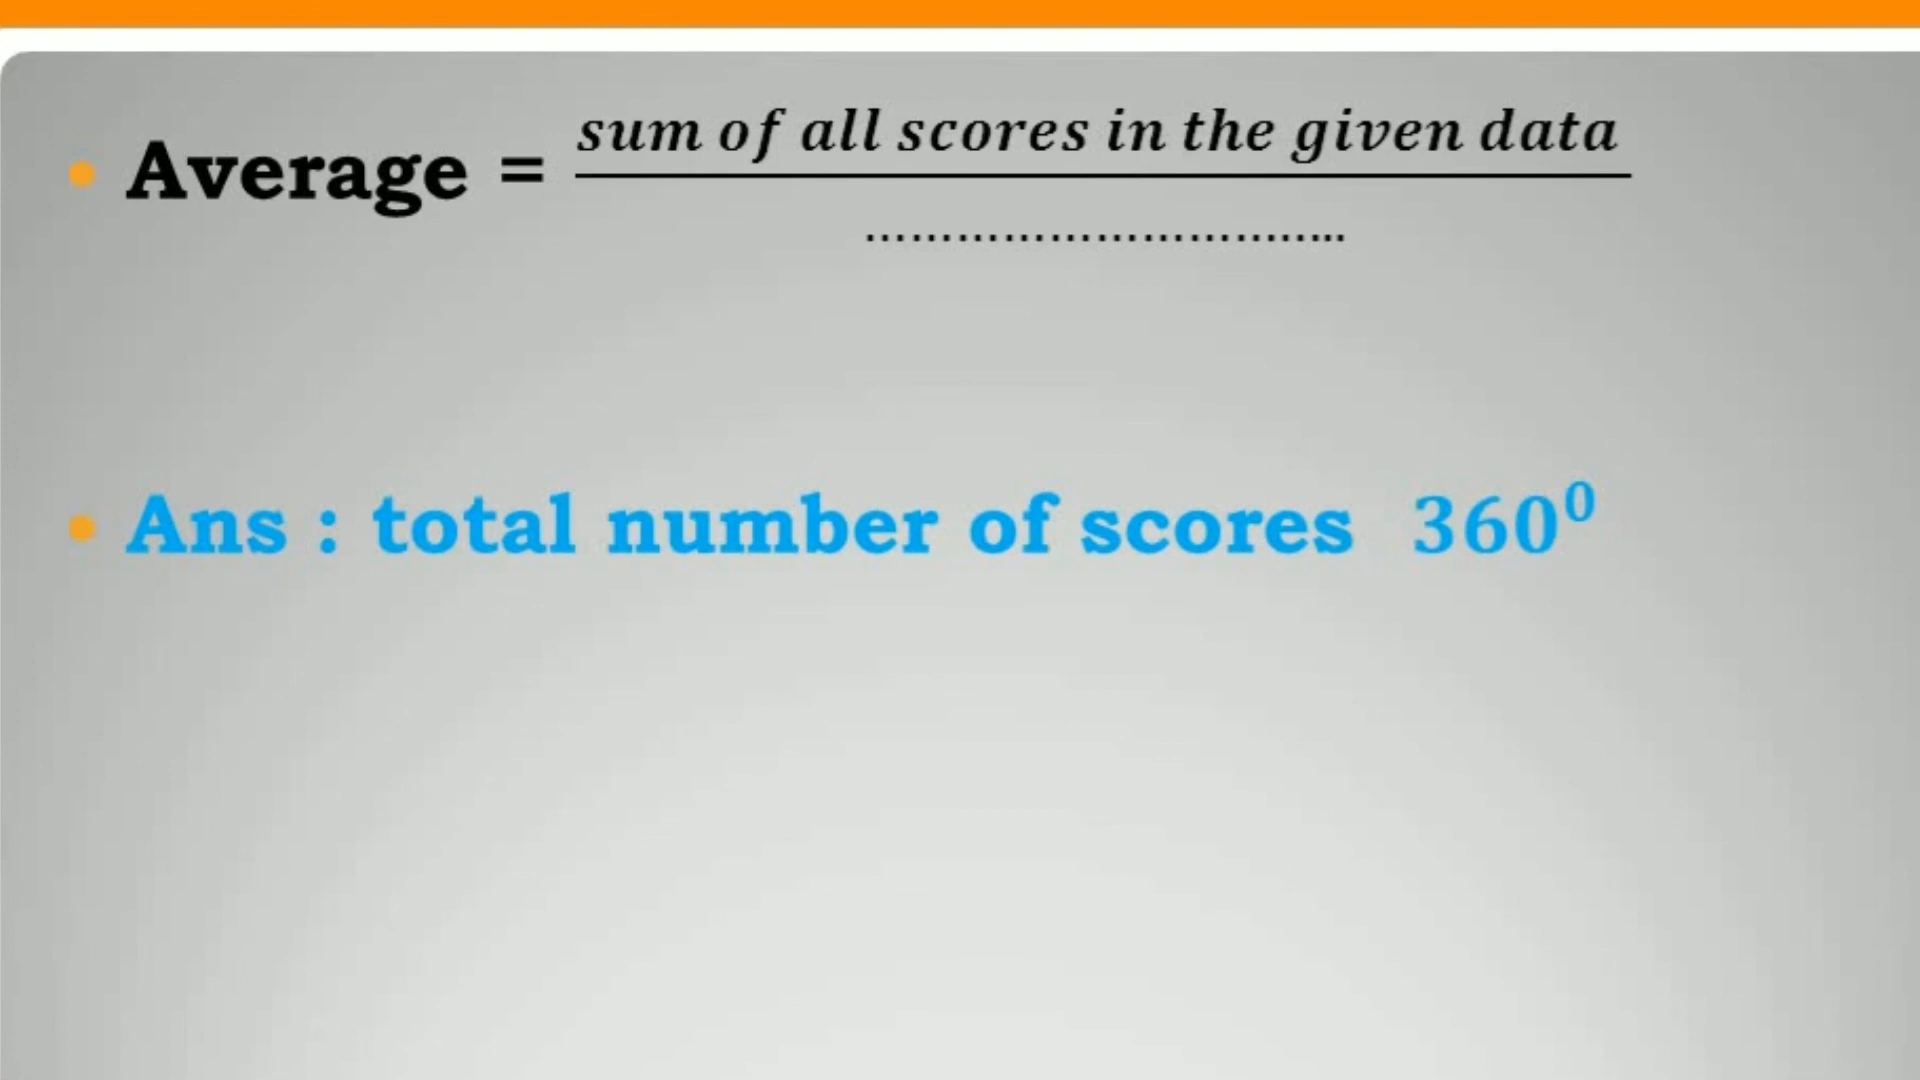 • Average = sum of all scores in the given data
…………………………...
• Ans : total number of scores 360⁰